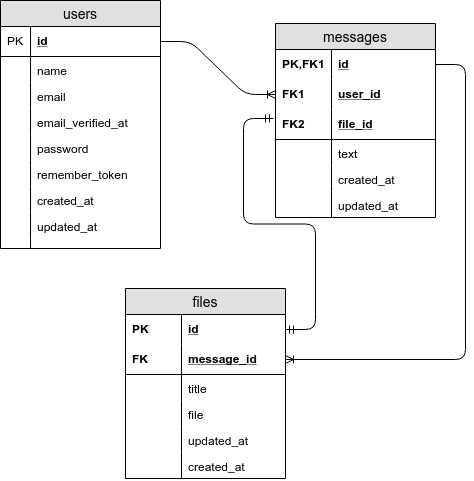 users
PK id
name
email
email_verified_at
password
remember_token
created_at
updated_at
messages
PK,FK1 id
FK1 user_id
FK2 file_id
text
created_at
updated_at
files
PK id
FK message_id
title
file
updated_at
created_at